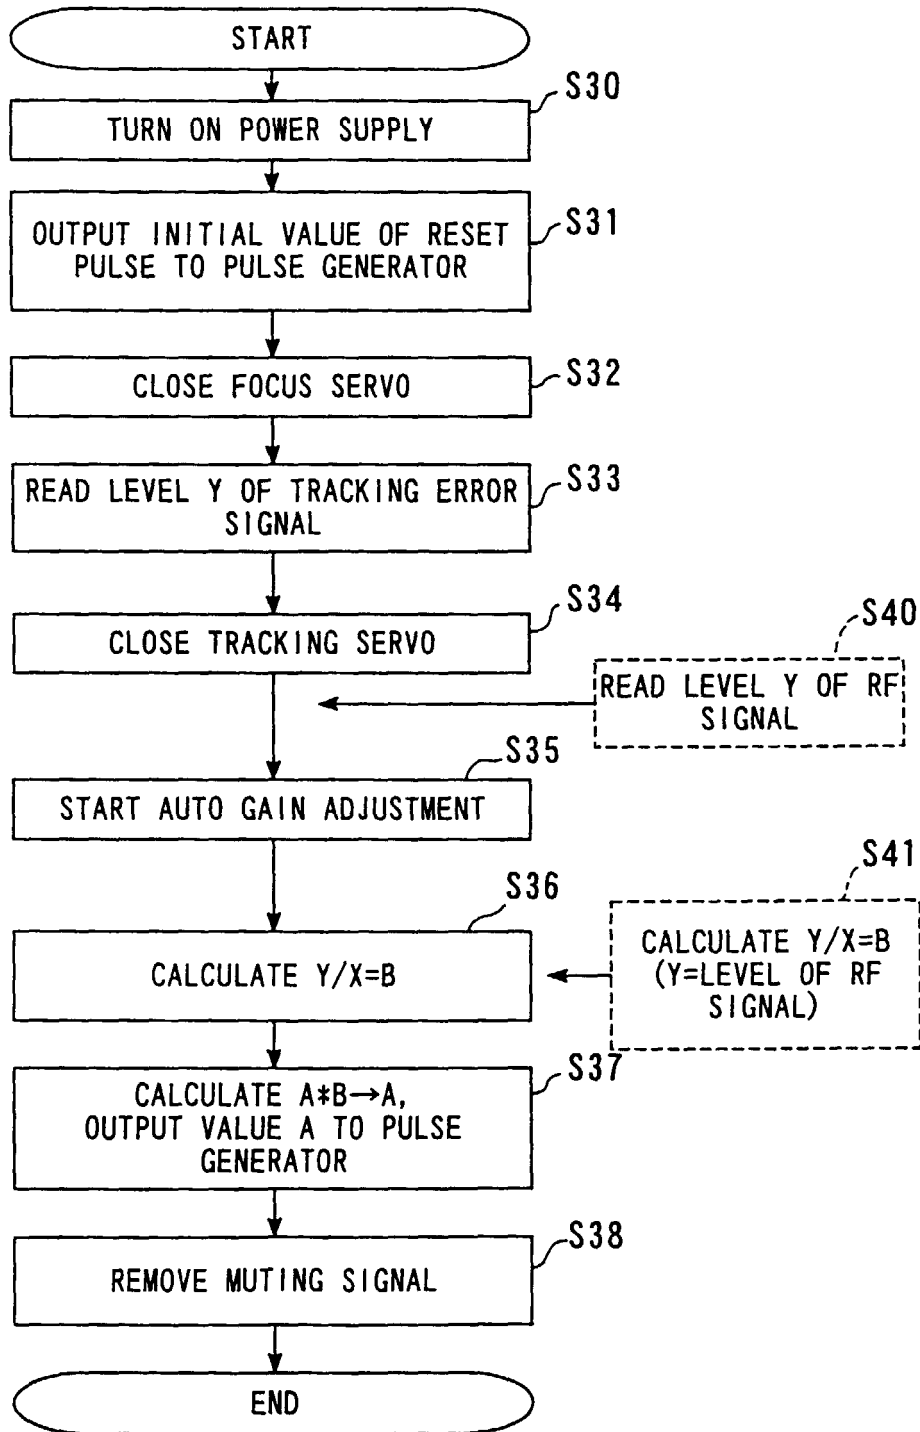 START
S30
TURN ON POWER SUPPLY
S31
OUTPUT INITIAL VALUE OF RESET
PULSE TO PULSE GENERATOR
S32
CLOSE FOCUS SERVO
S33
READ LEVEL Y OF TRACKING ERROR
SIGNAL
S34
CLOSE TRACKING SERVO
S40
READ LEVEL Y OF RF
SIGNAL
S35
START AUTO GAIN ADJUSTMENT
S36
CALCULATE Y/X=B
S41
CALCULATE Y/X=B
(Y=LEVEL OF RF
SIGNAL)
S37
CALCULATE A*B→A,
OUTPUT VALUE A TO PULSE
GENERATOR
S38
REMOVE MUTING SIGNAL
END